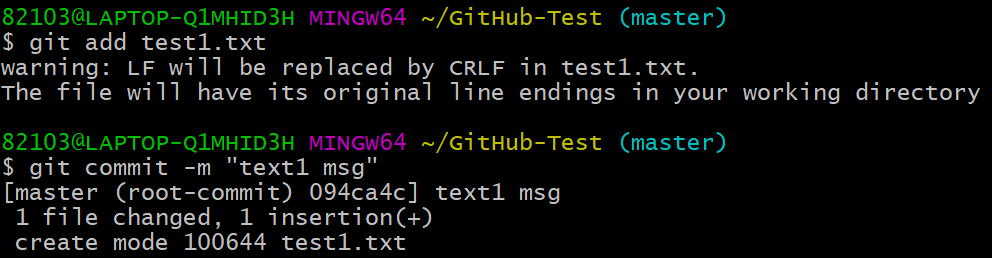 82103@LAPTOP-Q1MHID3H MINGW64 ~/GitHub-Test (master)
$ git add test1.txt
warning: LF will be replaced by CRLF in test1.txt.
The file will have its original line endings in your working directory
82103@LAPTOP-Q1MHID3H MINGW64 ~/GitHub-Test (master)
$ git commit -m "text1 msg"
[master (root-commit) 094ca4c] text1 msg
 1 file changed, 1 insertion(+)
 create mode 100644 test1.txt